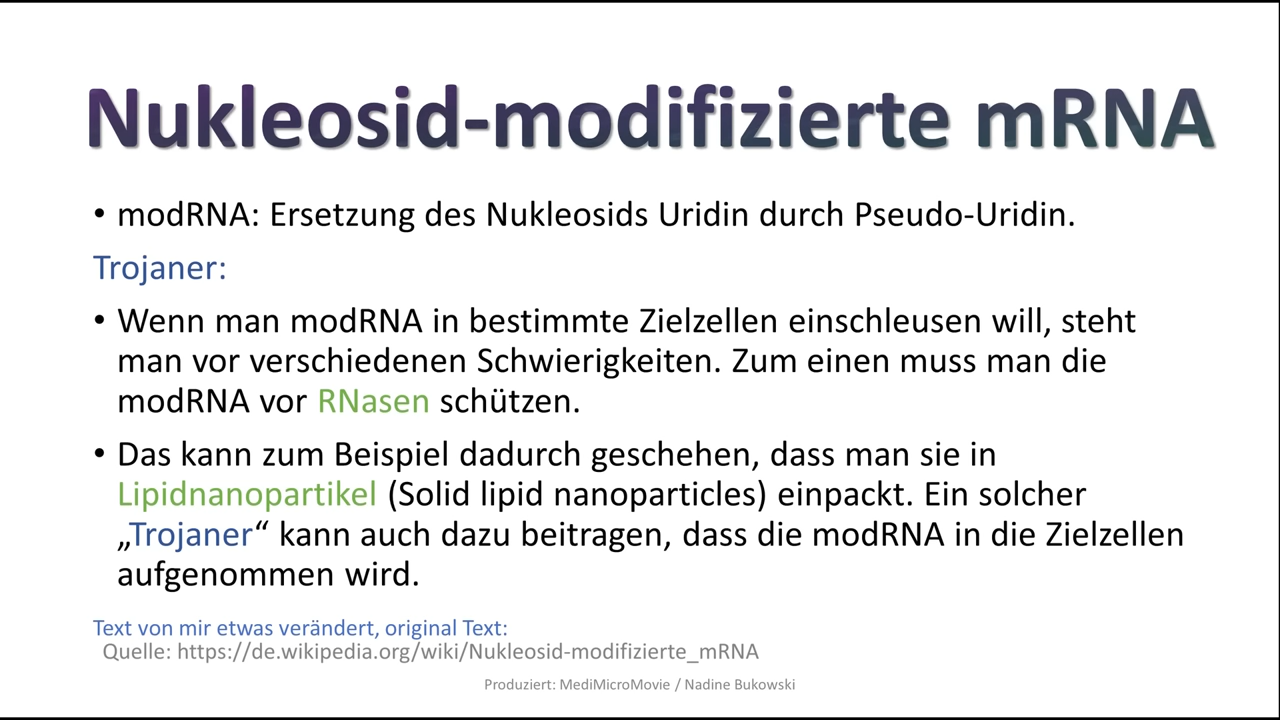 Nukleosid-modifizierte mRNA
• modRNA: Ersetzung des Nukleosids Uridin durch Pseudo-Uridin.
Trojaner:
• Wenn man modRNA in bestimmte Zielzellen einschleusen will, steht
man vor verschiedenen Schwierigkeiten. Zum einen muss man die
modRNA vor RNasen schützen.
• Das kann zum Beispiel dadurch geschehen, dass man sie in
Lipidnanopartikel (Solid lipid nanoparticles) einpackt. Ein solcher
„Trojaner“ kann auch dazu beitragen, dass die modRNA in die Zielzellen
aufgenommen wird.
Text von mir etwas verändert, original Text:
Quelle: https://de.wikipedia.org/wiki/Nukleosid-modifizierte_mRNA
Produziert: MediMicroMovie / Nadine Bukowski